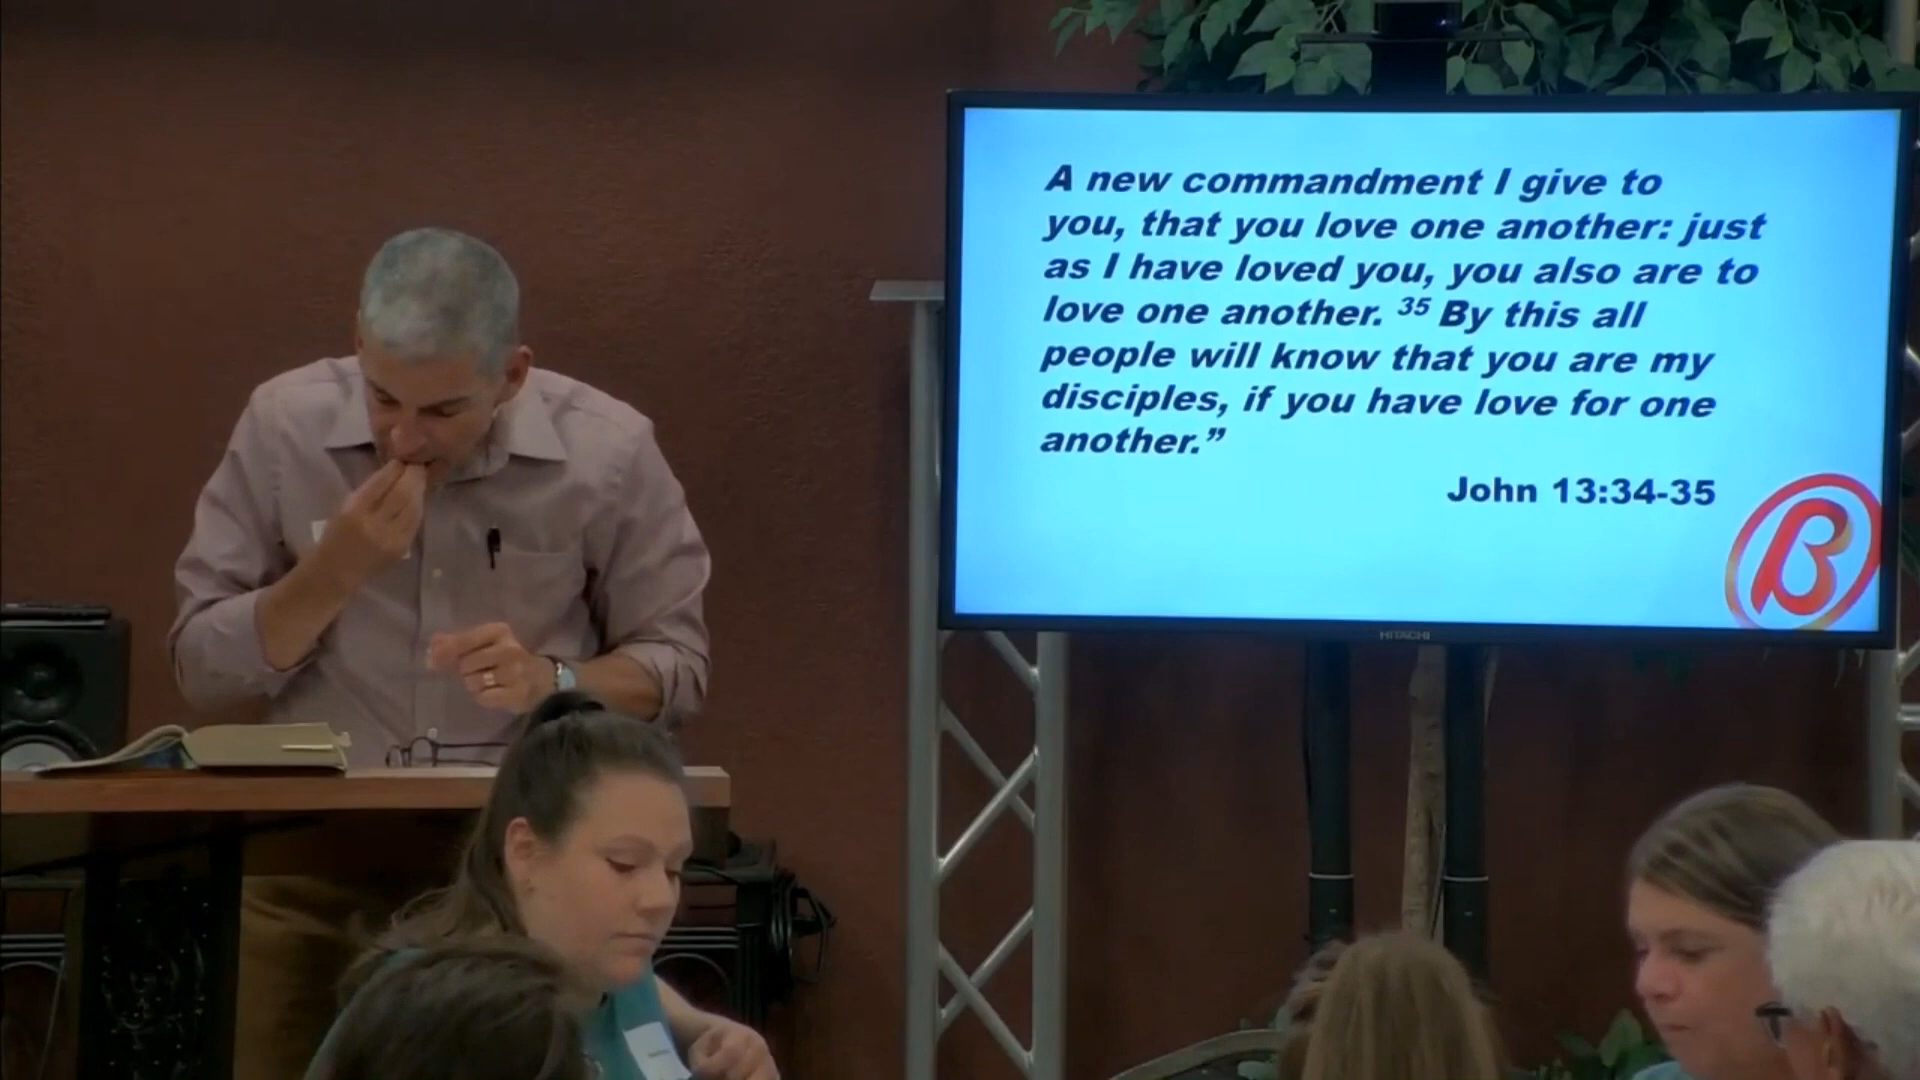 A new commandment I give to
you, that you love one another: just
as I have loved you, you also are to
love one another. ³⁵ By this all
people will know that you are my
disciples, if you have love for one
another.”
John 13:34-35
HITACHI